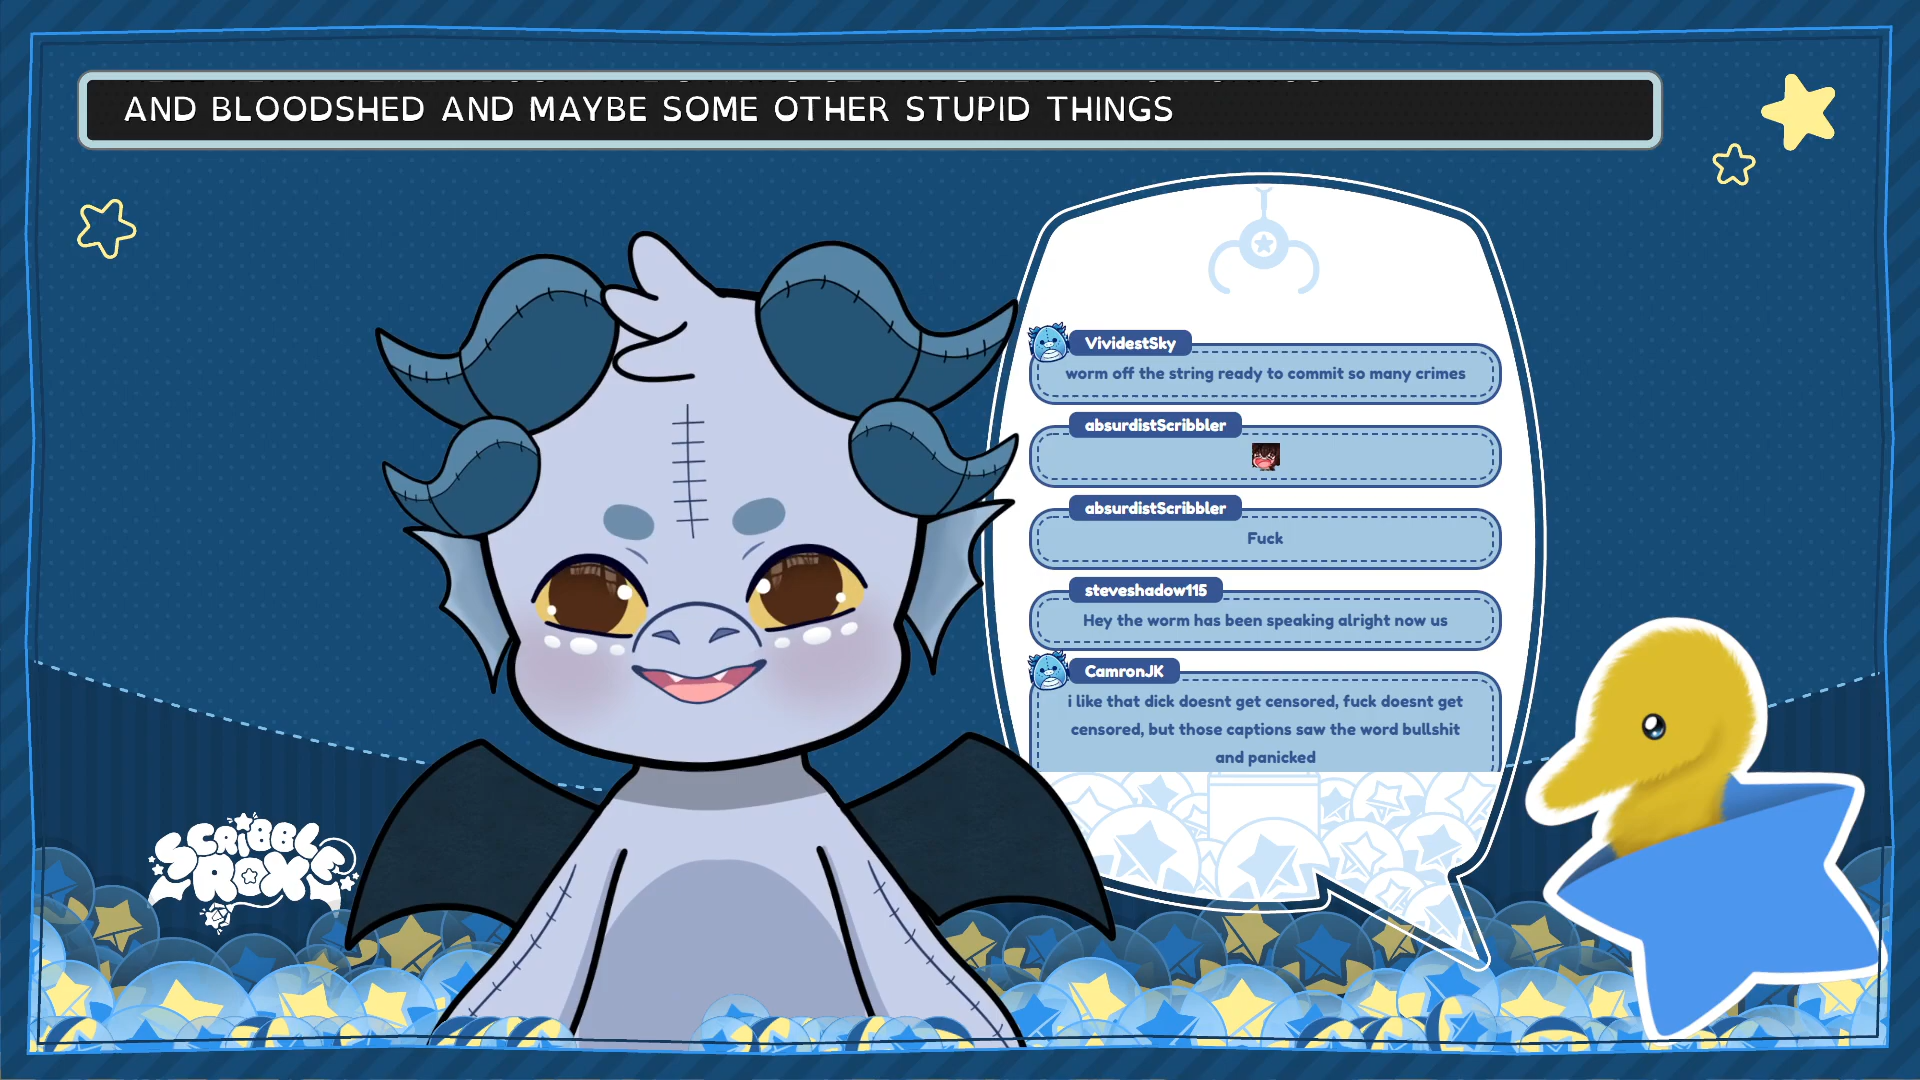 AND BLOODSHED AND MAYBE SOME OTHER STUPID THINGS
VividestSky
worm off the string ready to commit so many crimes
absurdistScribbler
absurdistScribbler
Fuck
steveshadow115
Hey the worm has been speaking alright now us
CamronJK
i like that dick doesnt get censored, fuck doesnt get
censored, but those captions saw the word bullshit
and panicked
SCRIBBLE
ROX